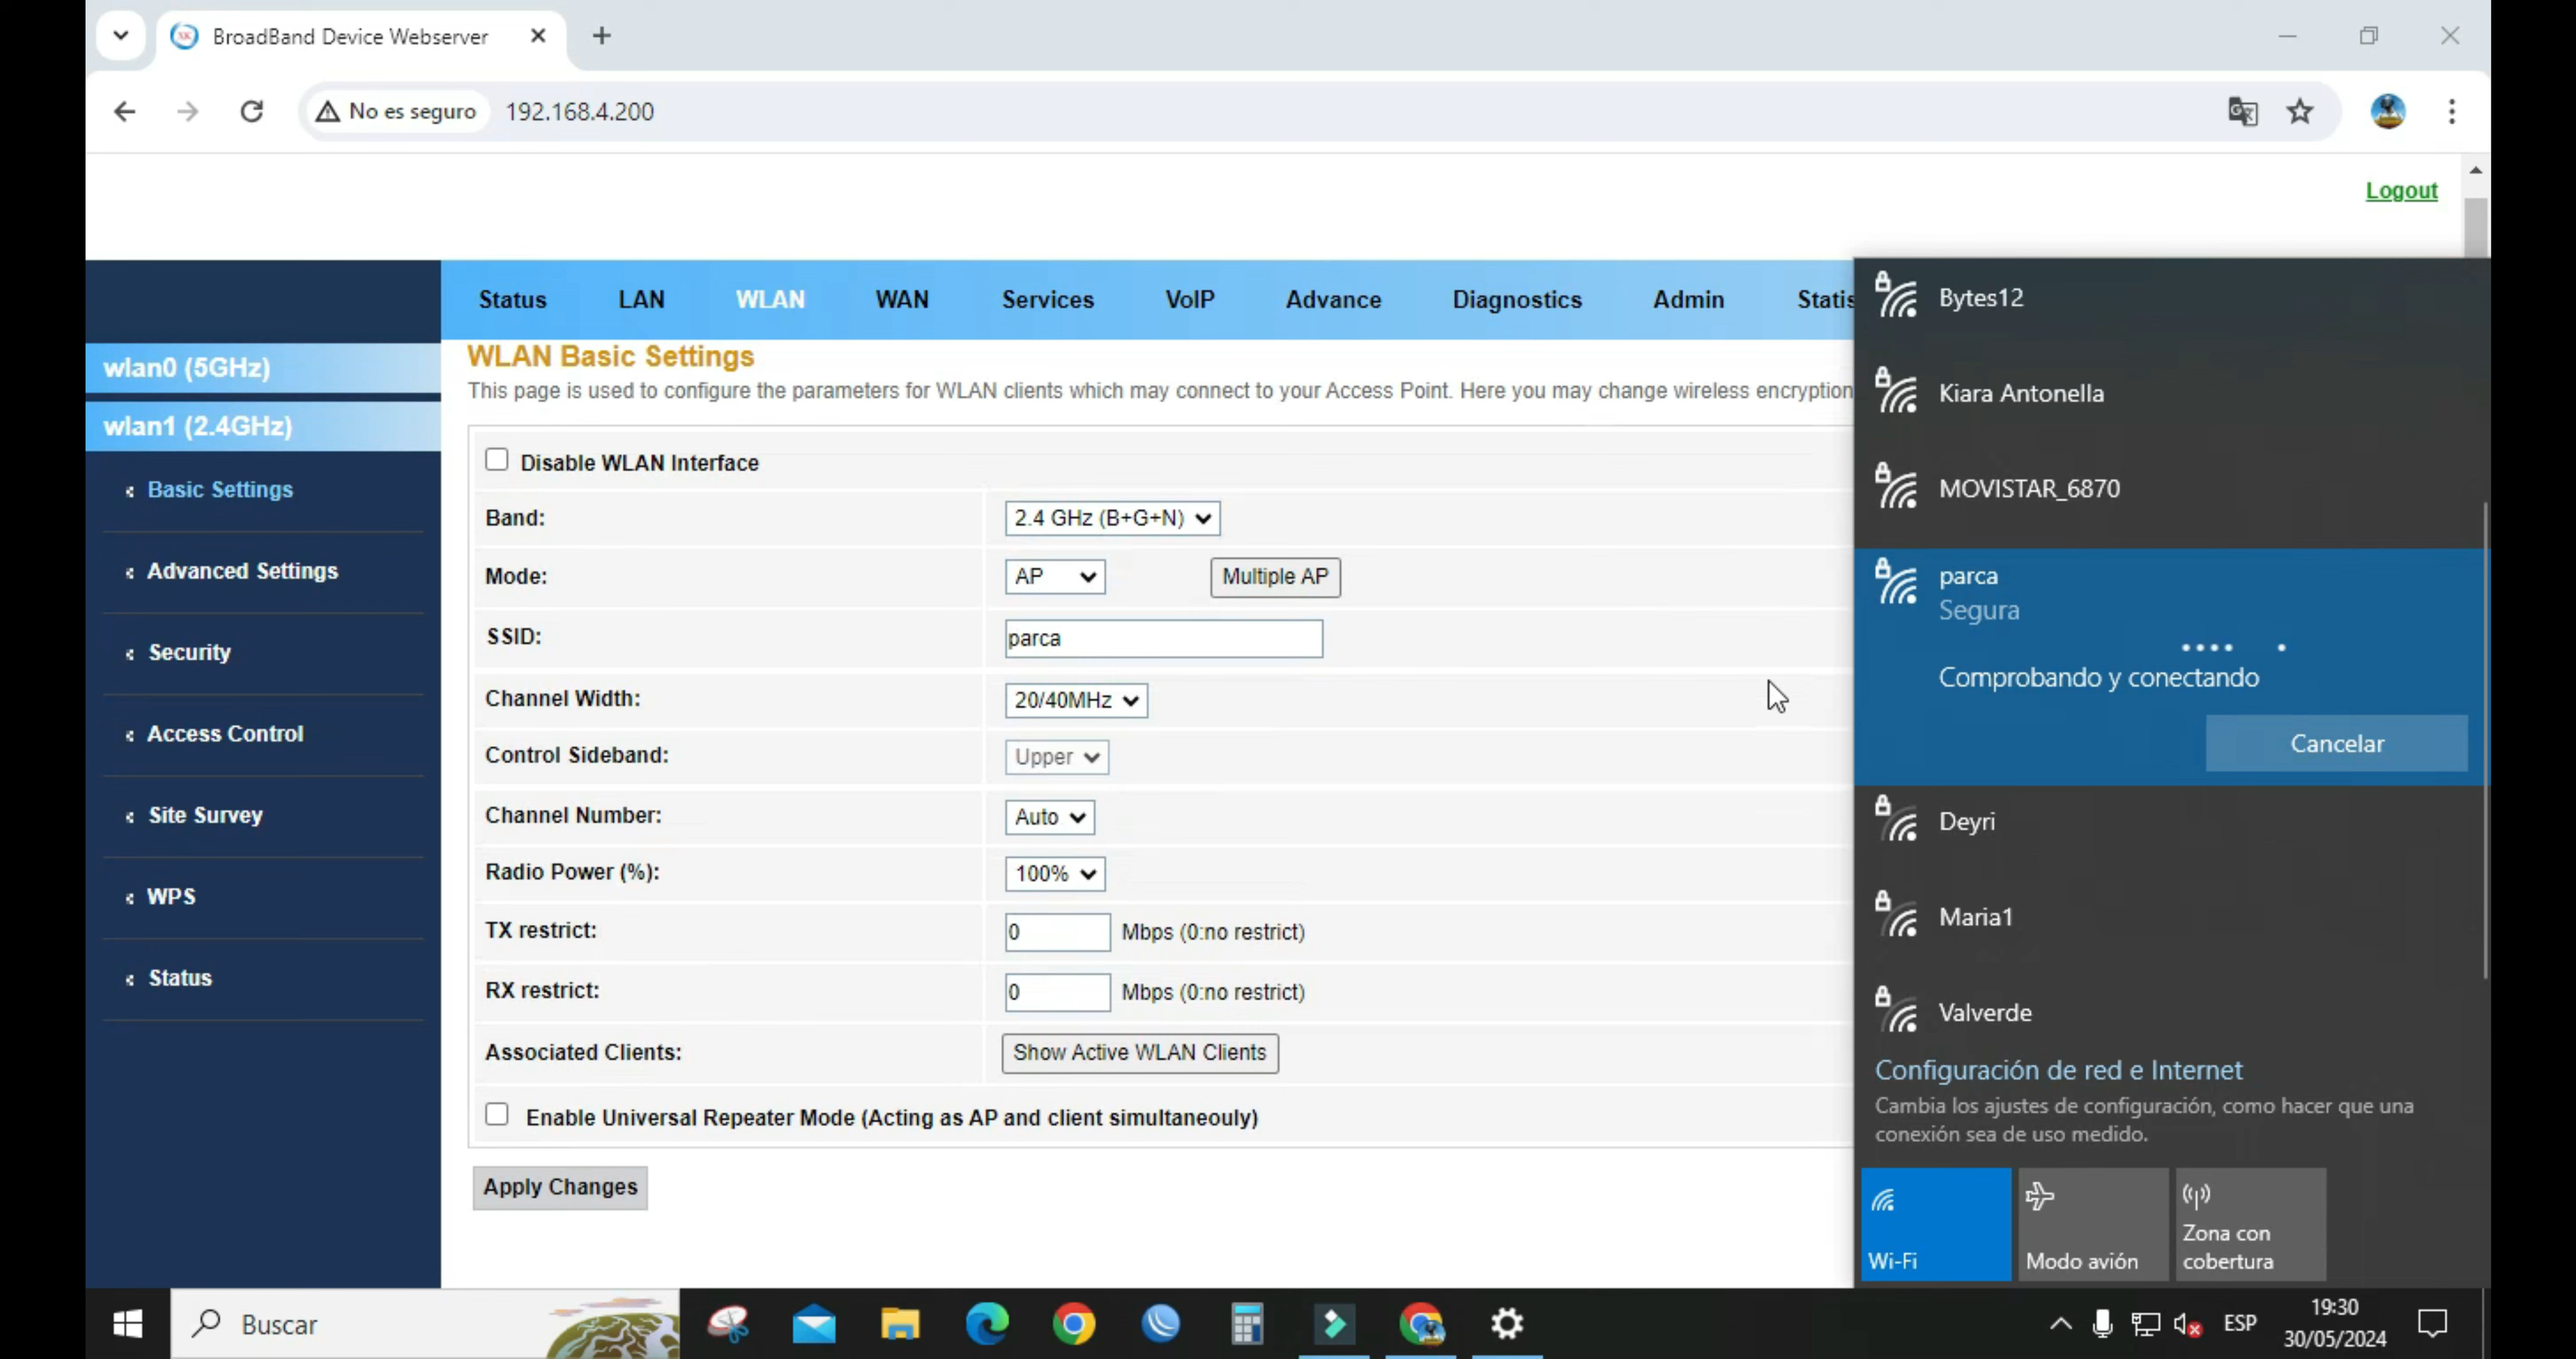 BroadBand Device Webserver
No es seguro
192.168.4.200
Logout
Status
LAN
WLAN
WAN
Services
VoIP
Advance
Diagnostics
Admin
Statis
wlan0 (5GHz)
wlan1 (2.4GHz)
Basic Settings
Advanced Settings
Security
Access Control
Site Survey
WPS
Status
WLAN Basic Settings
This page is used to configure the parameters for WLAN clients which may connect to your Access Point. Here you may change wireless encryption
Disable WLAN Interface
Band:
2.4 GHz (B+G+N)
Mode:
AP
Multiple AP
SSID:
parca
Channel Width:
20/40MHz
Control Sideband:
Upper
Channel Number:
Auto
Radio Power (%):
100%
TX restrict:
0
Mbps (0:no restrict)
RX restrict:
0
Mbps (0:no restrict)
Associated Clients:
Show Active WLAN Clients
Enable Universal Repeater Mode (Acting as AP and client simultaneouly)
Apply Changes
Bytes12
Kiara Antonella
MOVISTAR_6870
parca
Segura
Comprobando y conectando
Cancelar
Deyri
Maria1
Valverde
Configuración de red e Internet
Cambia los ajustes de configuración, como hacer que una
conexión sea de uso medido.
Wi-Fi
Modo avión
Zona con
cobertura
Buscar
ESP
19:30
30/05/2024